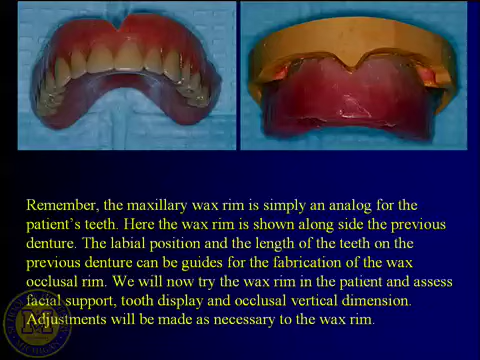 Remember, the maxillary wax rim is simply an analog for the
patient's teeth. Here the wax rim is shown along side the previous
denture. The labial position and the length of the teeth on the
previous denture can be guides for the fabrication of the wax
occlusal rim. We will now try the wax rim in the patient and assess
facial support, tooth display and occlusal vertical dimension.
Adjustments will be made as necessary to the wax rim.